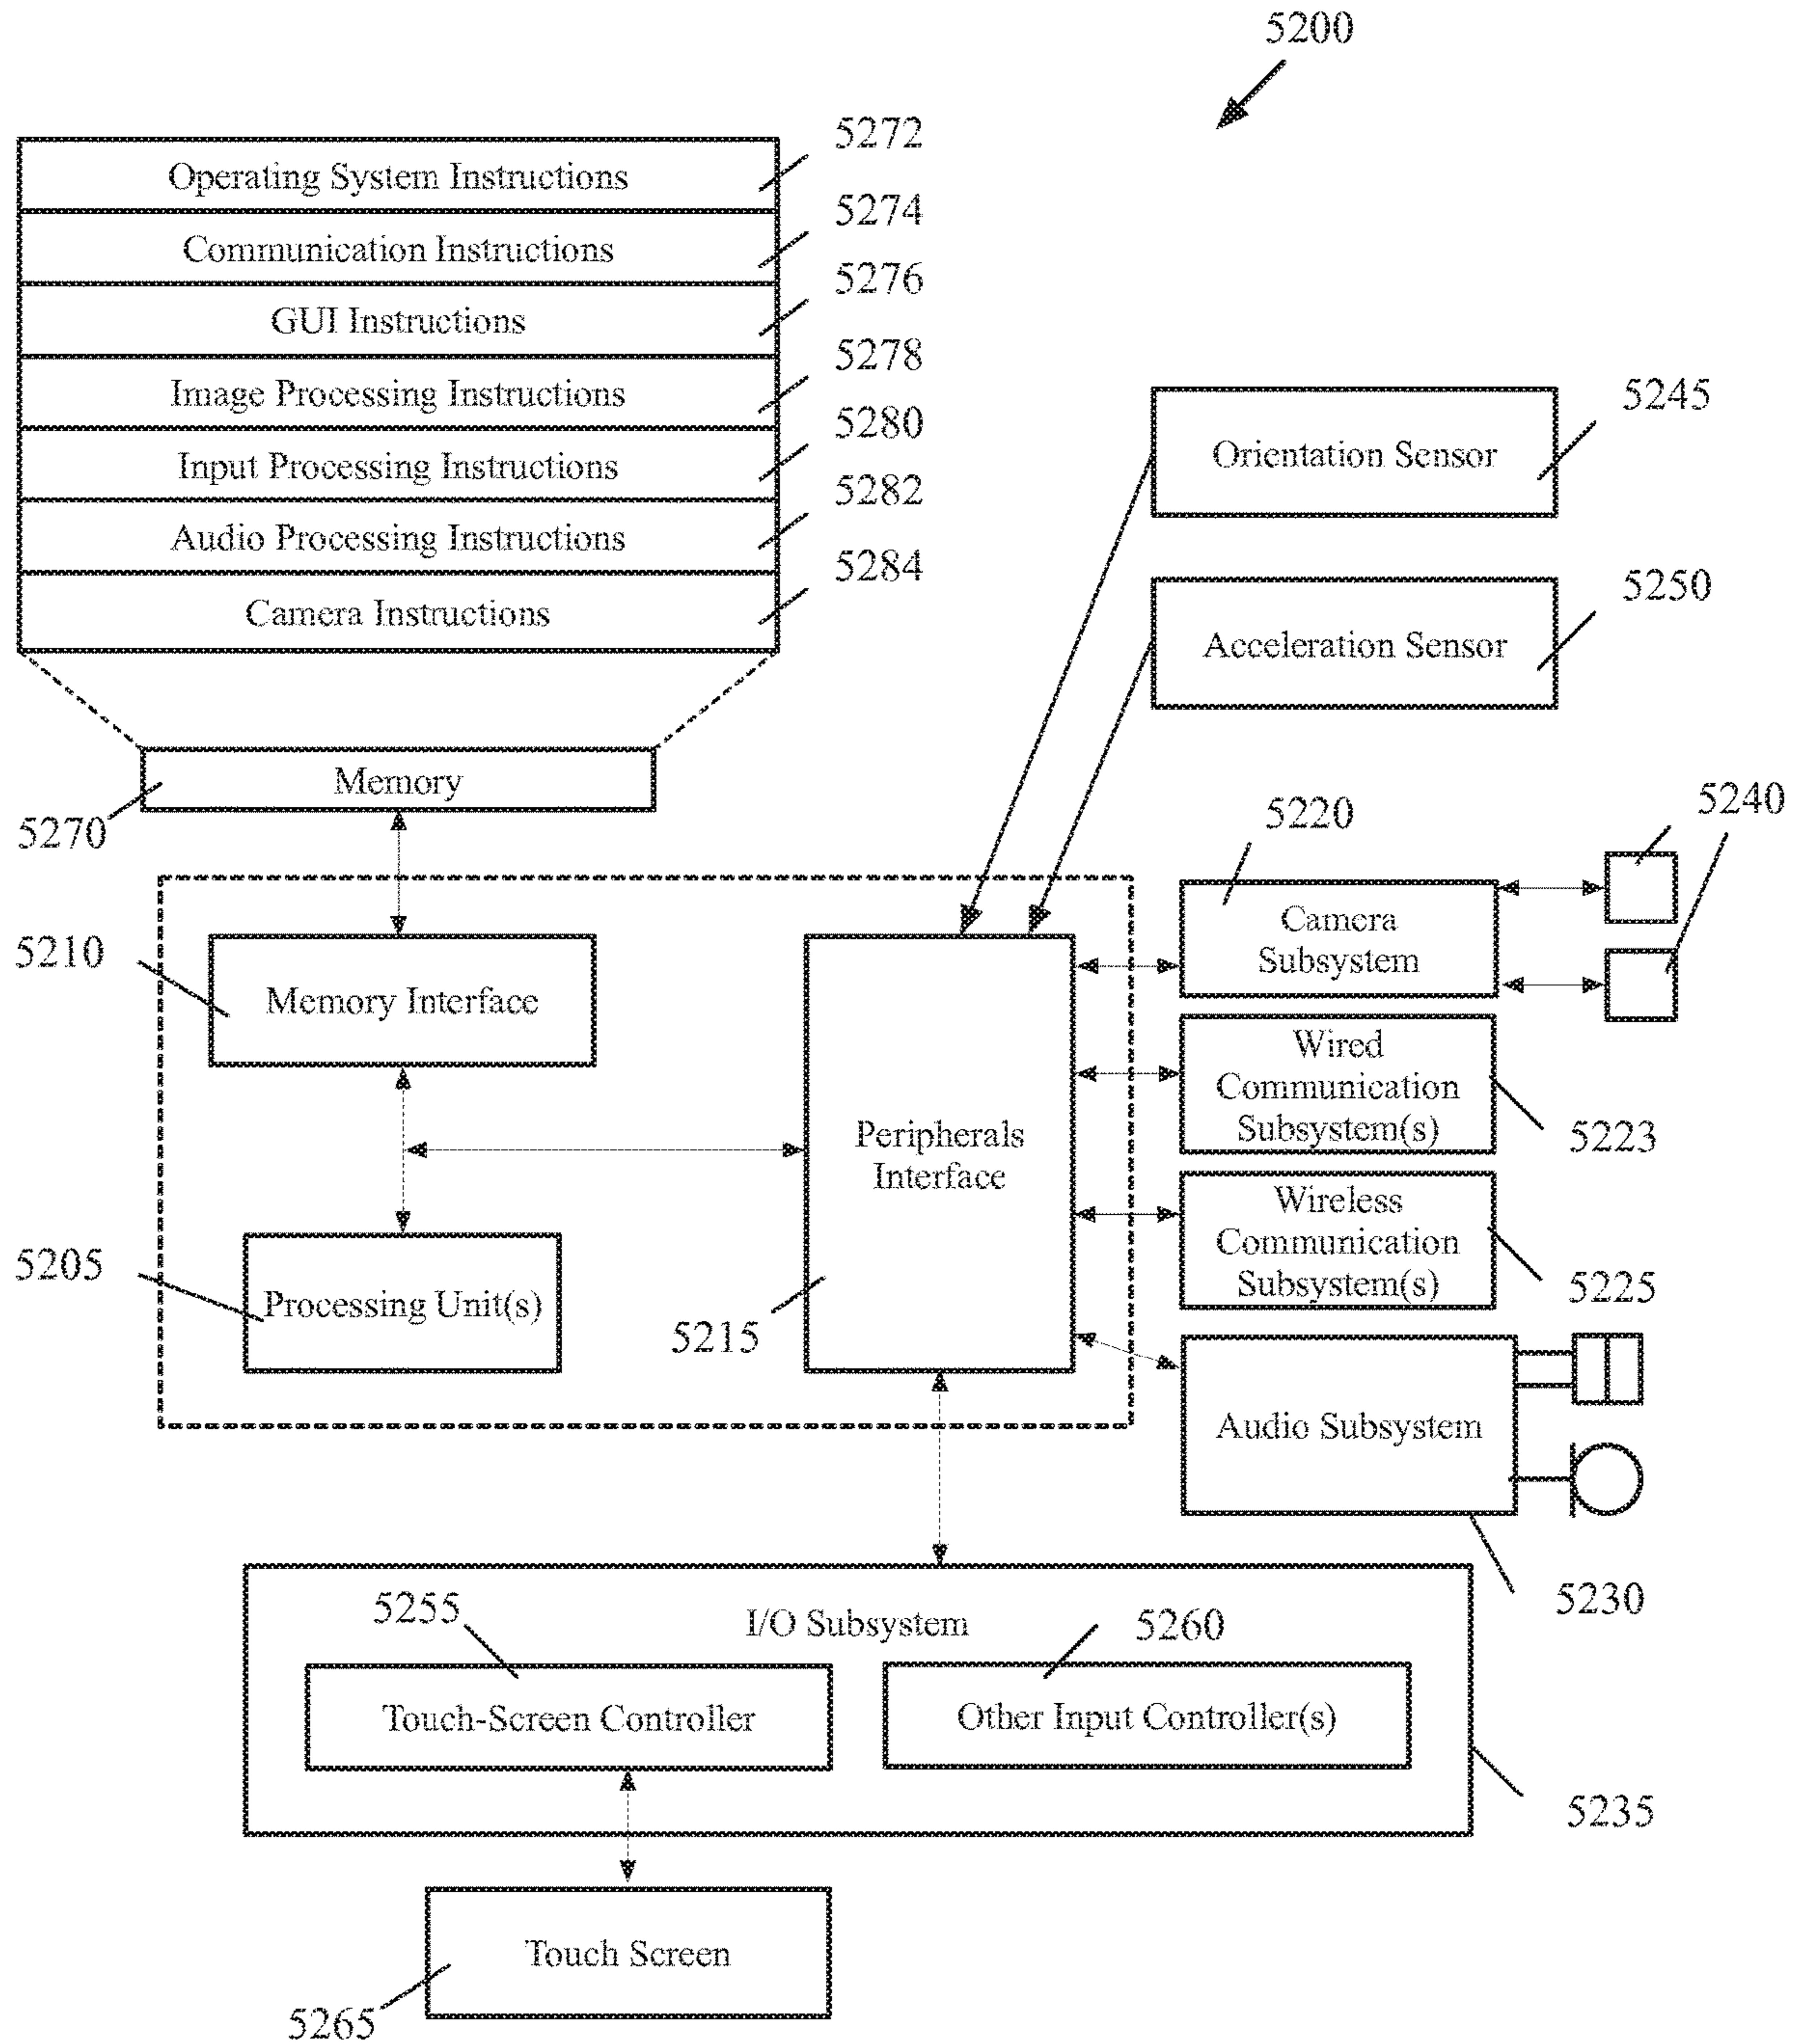 5200
5272
Operating System Instructions
5274
Communication Instructions
5276
GUI Instructions
5278
Image Processing Instructions
5280
Input Processing Instructions
5282
Audio Processing Instructions
5284
Camera Instructions
5245
Orientation Sensor
5250
Acceleration Sensor
Memory
5270
5220
5240
Camera
Subsystem
5210
Memory Interface
Wired
Communication
Subsystem(s)
5223
Peripherals
Interface
Wireless
Communication
Subsystem(s)
5225
5205
Processing Unit(s)
5215
Audio Subsystem
5230
5255
I/O Subsystem
5260
Touch-Screen Controller
Other Input Controller(s)
5235
Touch Screen
5265